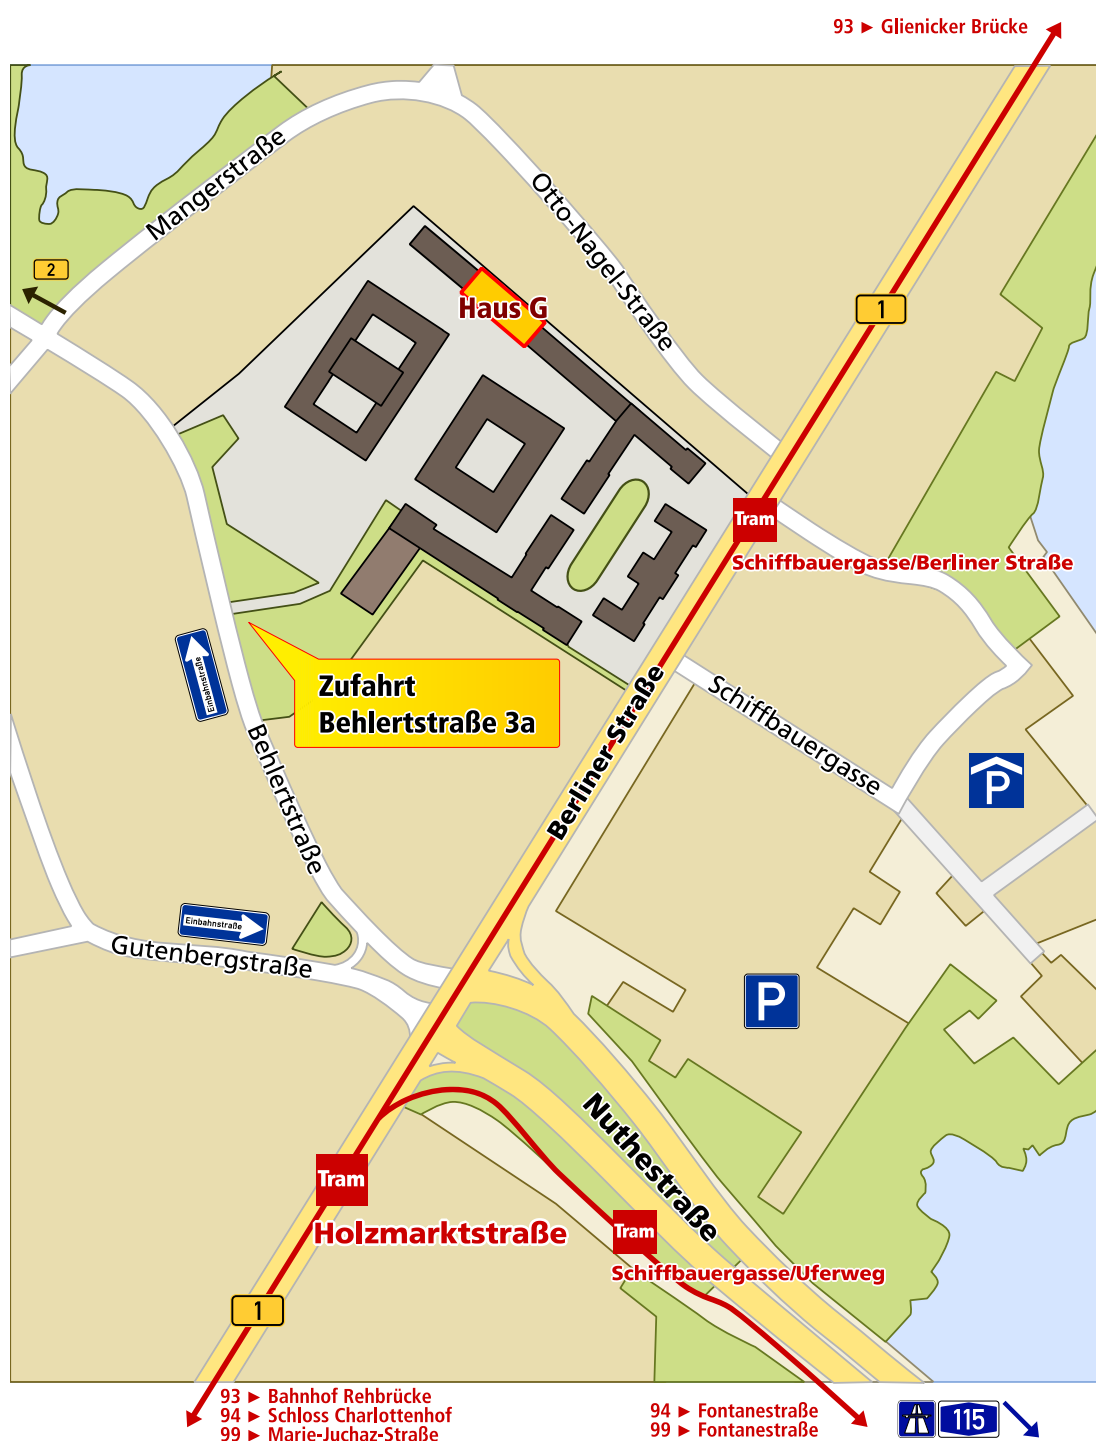 93 ► Glienicker Brücke
Mangerstraße
Otto-Nagel-Straße
2
Haus G
1
Tram
Schiffbauergasse/Berliner Straße
Einbahnstraße
Zufahrt
Behlertstraße 3a
Berliner Straße
Schiffbauergasse
Behlertstraße
P
Einbahnstraße
Gutenbergstraße
P
Nuthestraße
Tram
Holzmarktstraße
Tram
Schiffbauergasse/Uferweg
1
93 ► Bahnhof Rehbrücke
94 ► Schloss Charlottenhof
99 ► Marie-Juchaz-Straße
94 ► Fontanestraße
99 ► Fontanestraße
115